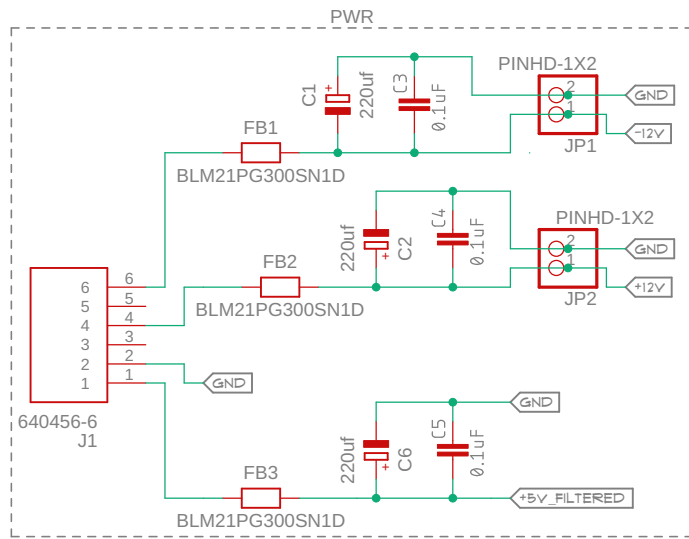 PWR
C1
+
220uf
C3
0.1uF
PINHD-1X2
2
1
GND
-12V
JP1
FB1
BLM21PG300SN1D
220uf
C2
+
C4
0.1uF
PINHD-1X2
2
1
GND
+12V
JP2
FB2
BLM21PG300SN1D
6 6
5 5
4 4
3 3
2 2
1 1
GND
640456-6
J1
220uf
C6
+
C5
0.1uF
GND
FB3
BLM21PG300SN1D
+5V_FILTERED